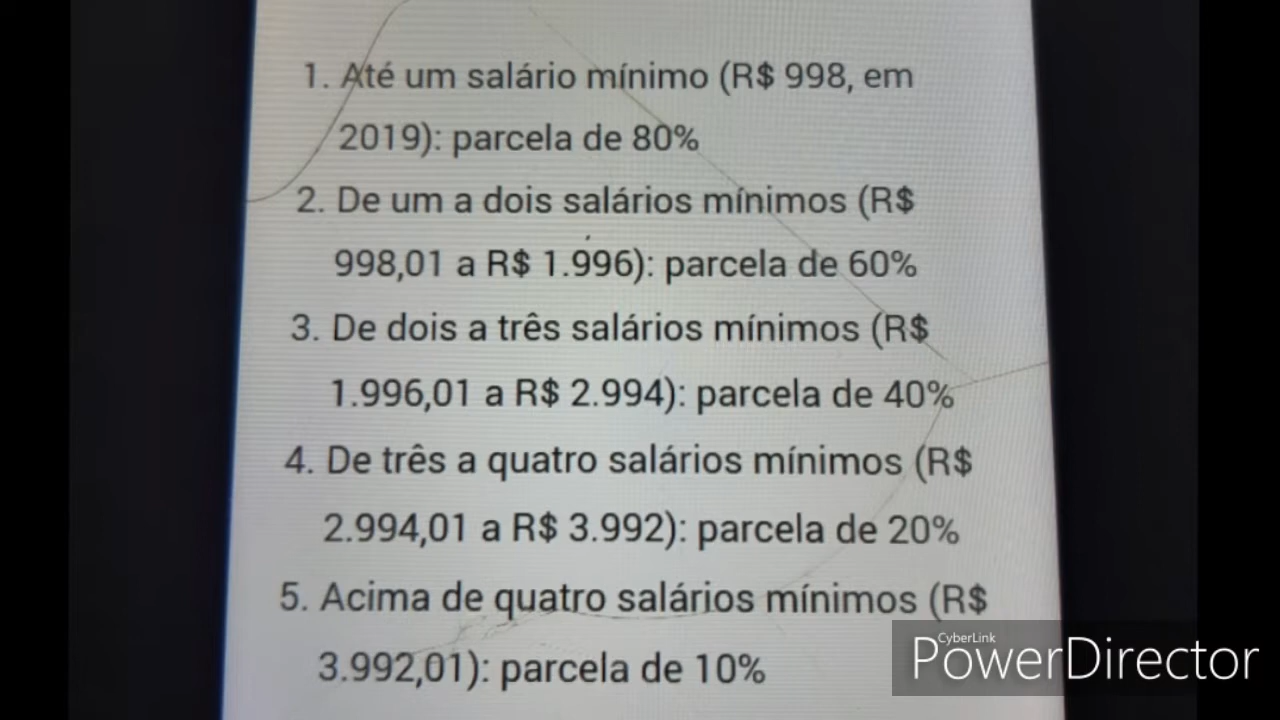 1. Até um salário mínimo (R$ 998, em
2019): parcela de 80%
2. De um a dois salários mínimos (R$
998,01 a R$ 1.996): parcela de 60%
3. De dois a três salários mínimos (R$
1.996,01 a R$ 2.994): parcela de 40%
4. De três a quatro salários mínimos (R$
2.994,01 a R$ 3.992): parcela de 20%
5. Acima de quatro salários mínimos (R$
3.992,01): parcela de 10%
CyberLink
PowerDirector